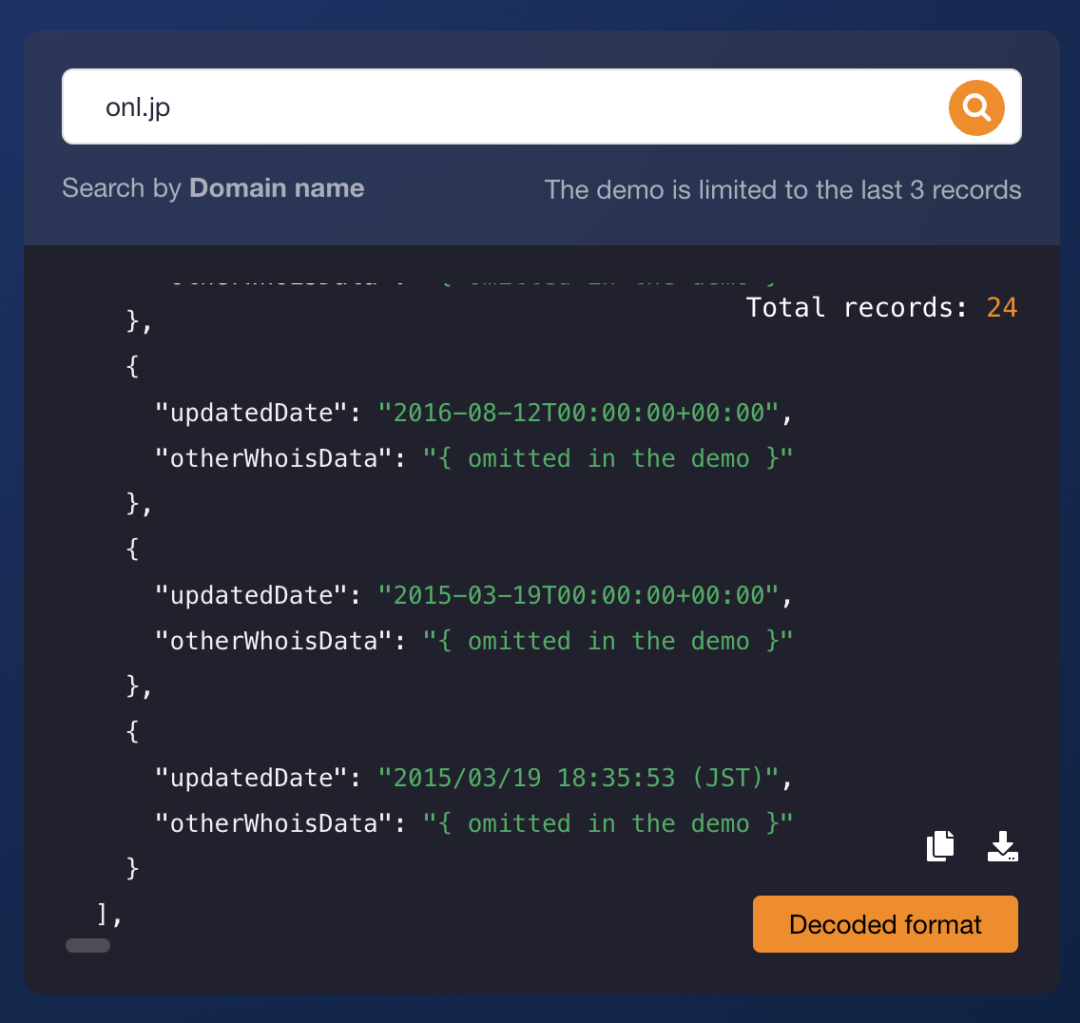 onl.jp
Search by Domain name
The demo is limited to the last 3 records
Total records: 24
},
{
"updatedDate": "2016-08-12T00:00:00+00:00",
"otherWhoisData": "{ omitted in the demo }"
},
{
"updatedDate": "2015-03-19T00:00:00+00:00",
"otherWhoisData": "{ omitted in the demo }"
},
{
"updatedDate": "2015/03/19 18:35:53 (JST)",
"otherWhoisData": "{ omitted in the demo }"
}
],
Decoded format